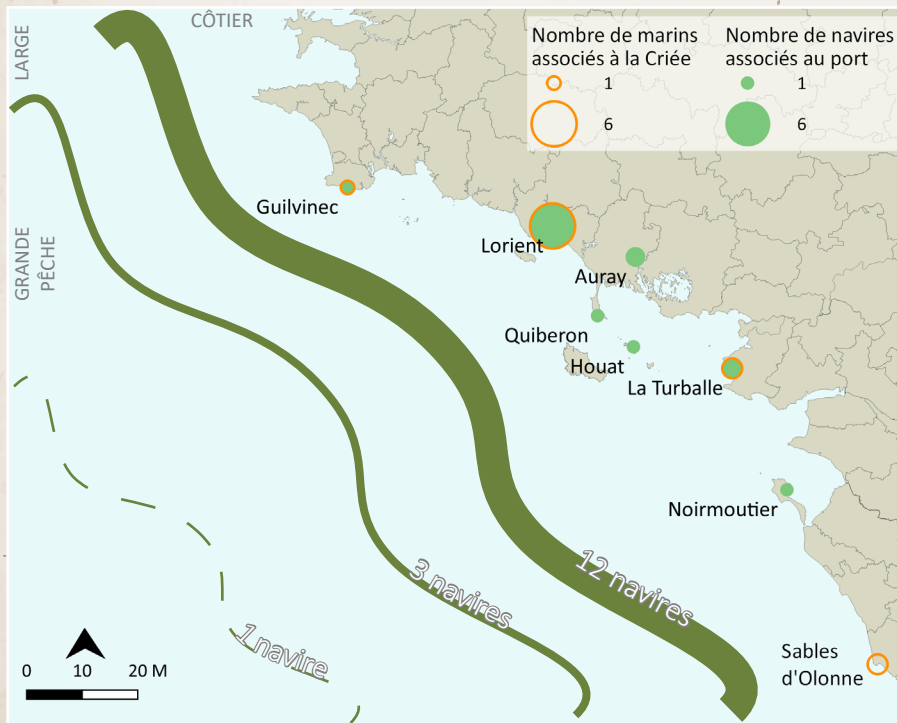 CÔTIER
LARGE
GRANDE
PÊCHE
Nombre de marins
associés à la Criée
1
6
Nombre de navires
associés au port
1
6
Guilvinec
Lorient
Auray
Quiberon
Houat
La Turballe
Noirmoutier
Sables
d'Olonne
12 navires
3 navires
1 navire
0 10 20 M